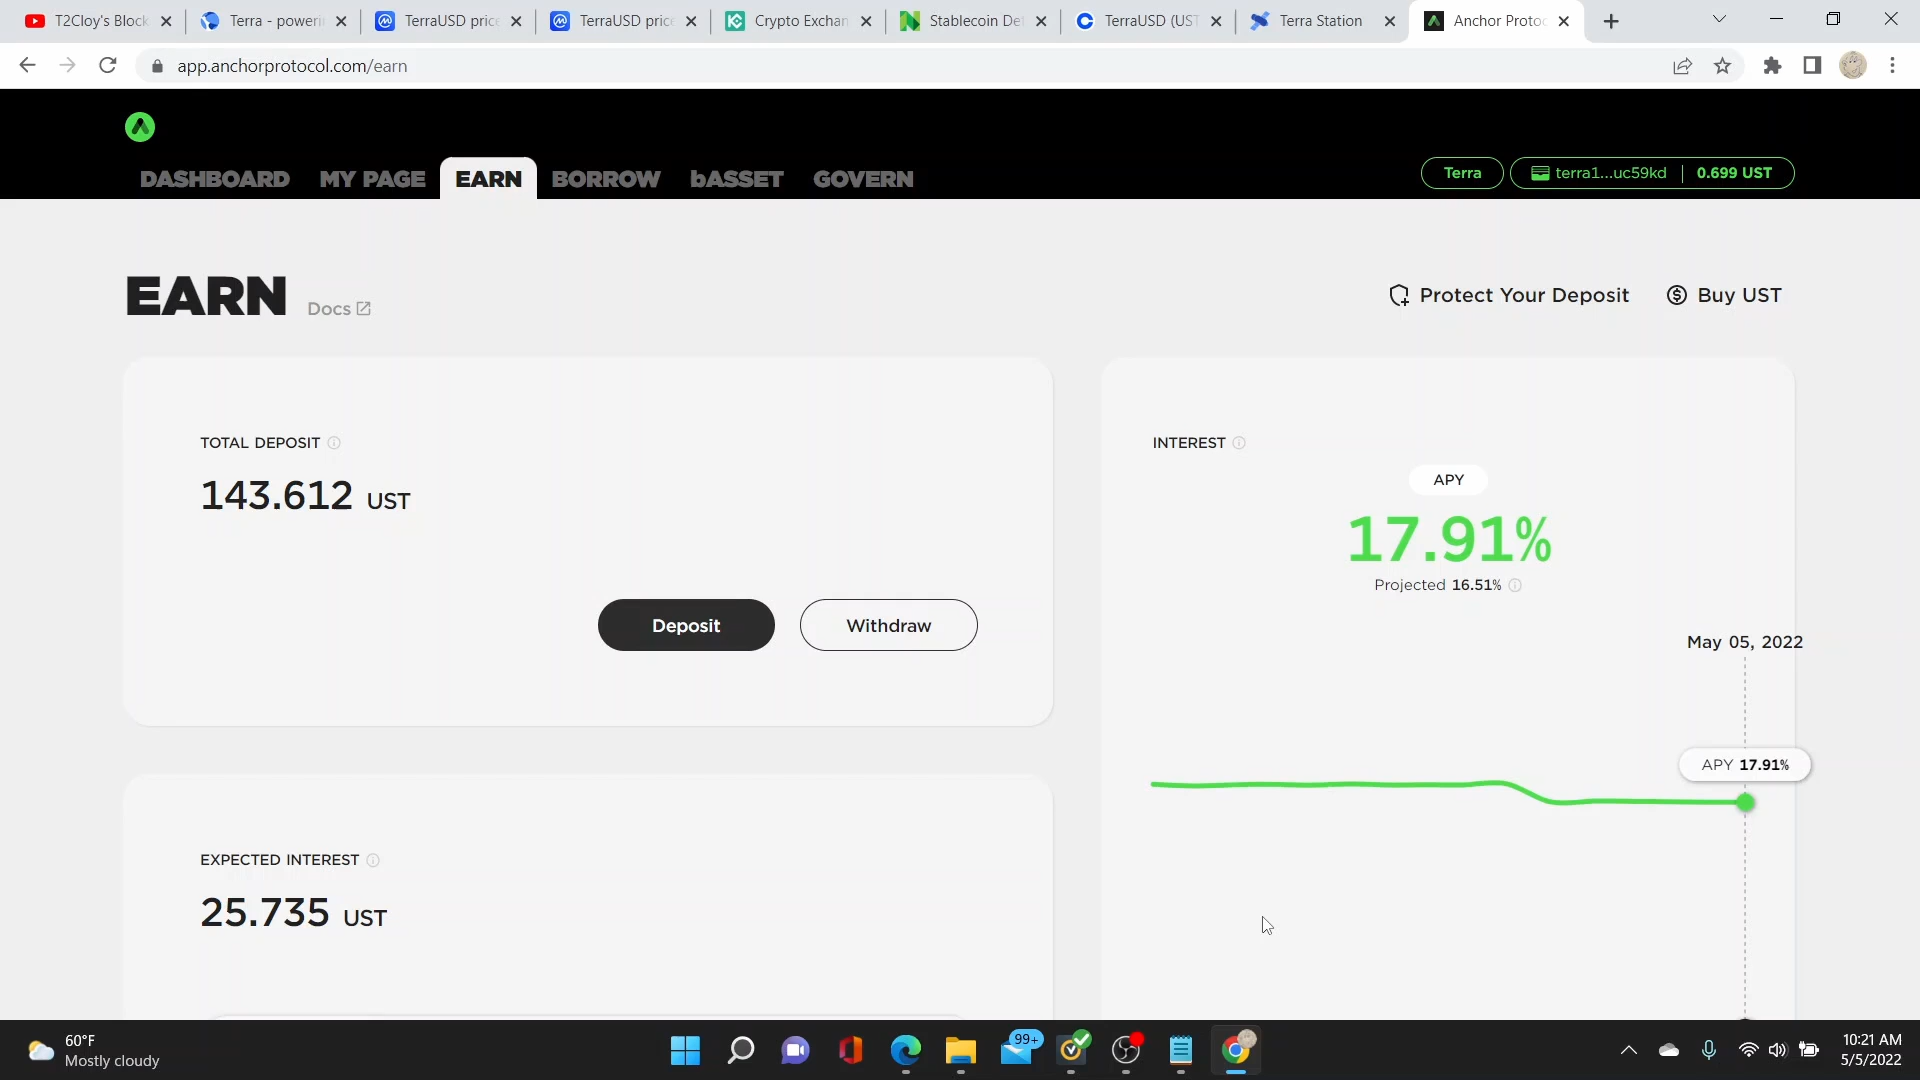 T2Cloy's Block
Terra - poweri
TerraUSD price
TerraUSD price
Crypto Exchan
Stablecoin De
TerraUSD (UST
Terra Station
Anchor Protoc
app.anchorprotocol.com/earn
DASHBOARD
MY PAGE
EARN
BORROW
bASSET
GOVERN
Terra
terra1...uc59kd
0.699 UST
EARN
Docs
Protect Your Deposit
Buy UST
TOTAL DEPOSIT
143.612 UST
Deposit
Withdraw
INTEREST
APY
17.91%
Projected 16.51%
May 05, 2022
APY 17.91%
EXPECTED INTEREST
25.735 UST
60°F
Mostly cloudy
99+
10:21 AM
5/5/2022